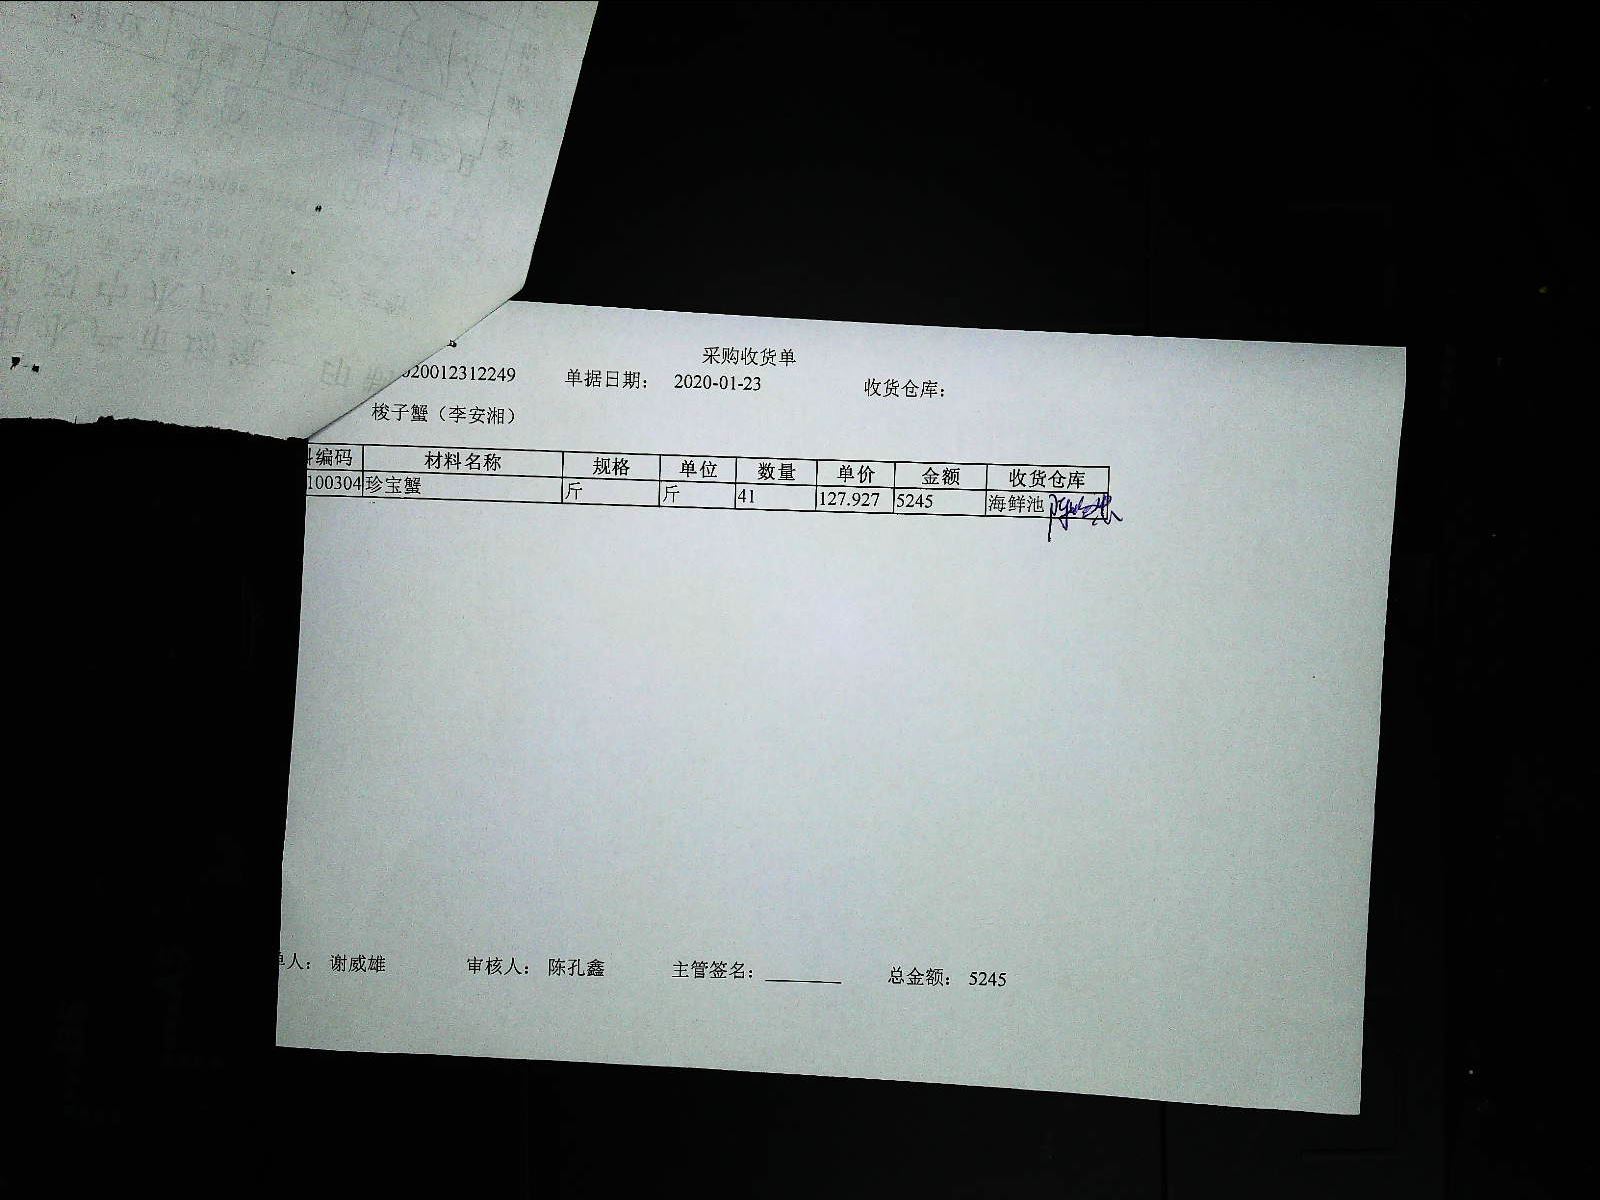 采购收货单
020012312249 单据日期： 2020-01-23 收货仓库：
梭子蟹（李安湘）
编码 材料名称 规格 单位 数量 单价 金额 收货仓库
100304 珍宝蟹 斤 斤 41 127.927 5245 海鲜池
单人： 谢威雄 审核人： 陈孔鑫 主管签名： 总金额： 5245